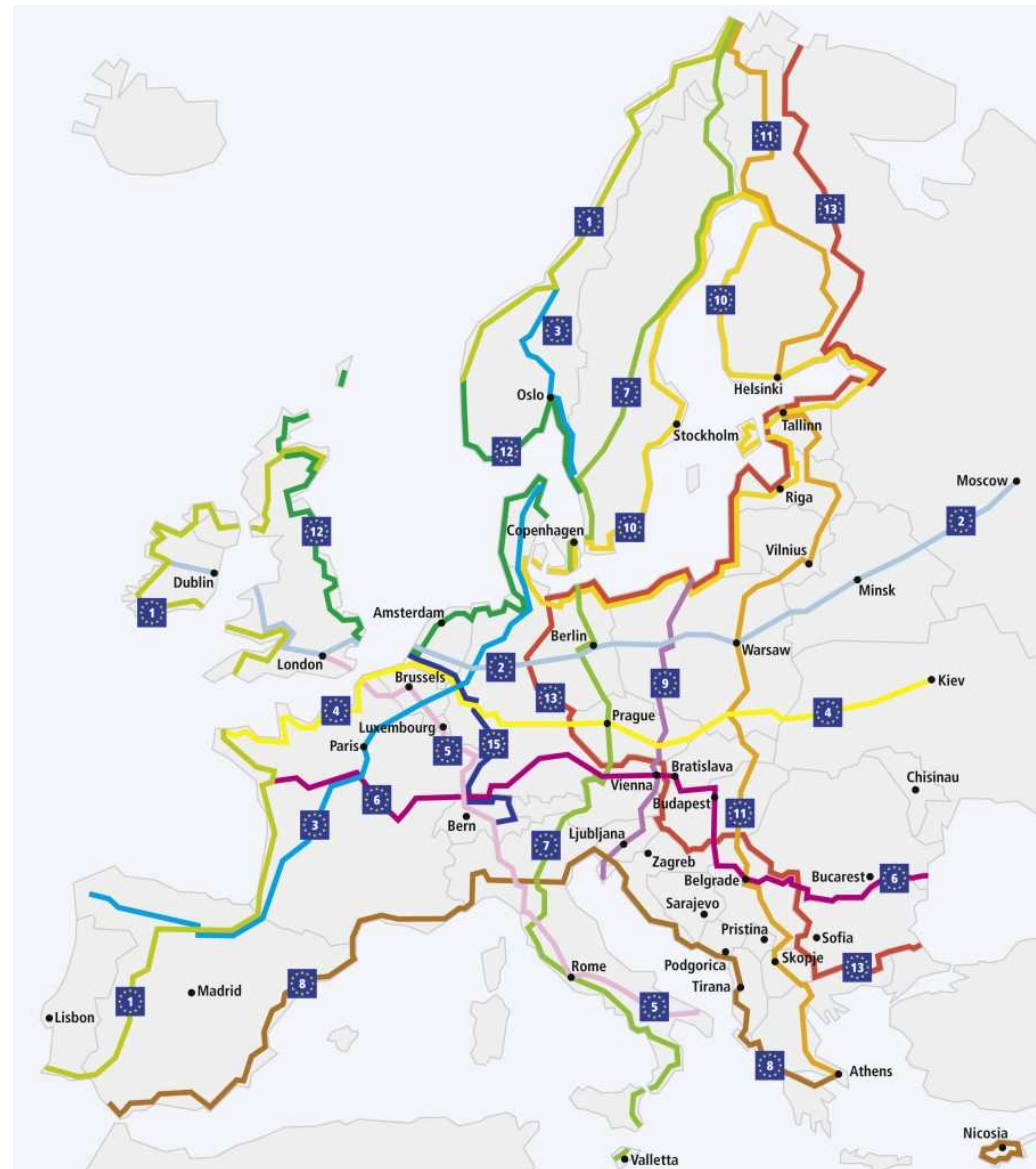 11
13
1
10
3
Oslo
7
Helsinki
Tallinn
Stockholm
12
Moscow
Riga
2
10
12
Copenhagen
Vilnius
Dublin
Minsk
1
Amsterdam
Berlin
Warsaw
London
2
9
Kiev
Brussels
13
4
Luxembourg
Prague
4
Paris
5
15
Bratislava
Chisinau
Vienna
6
Budapest
Bern
11
3
Ljubljana
7
Zagreb
Belgrade
Bucarest
6
Sarajevo
Pristina
Sofia
Podgorica
Skopje
13
Rome
Tirana
8
Madrid
1
5
Lisbon
8
Athens
Nicosia
Valletta